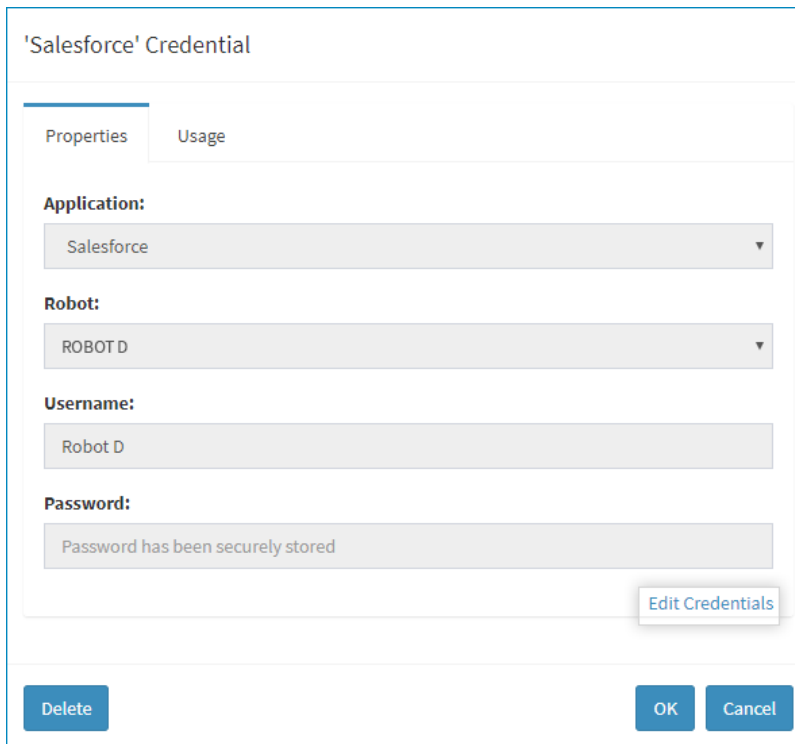 'Salesforce' Credential
Properties Usage
Application:
Salesforce
Robot:
ROBOT D
Username:
Robot D
Password:
Password has been securely stored
Edit Credentials
Delete OK Cancel